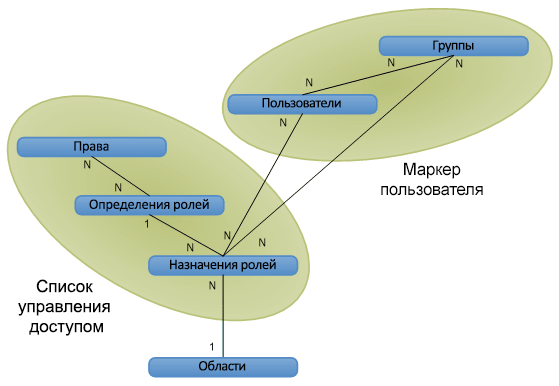 Группы
N
N
N
Пользователи
N
Права
N
Маркер
пользователя
N
Определения ролей
1
N
N
N
Назначения ролей
N
Список
управления
доступом
1
Области